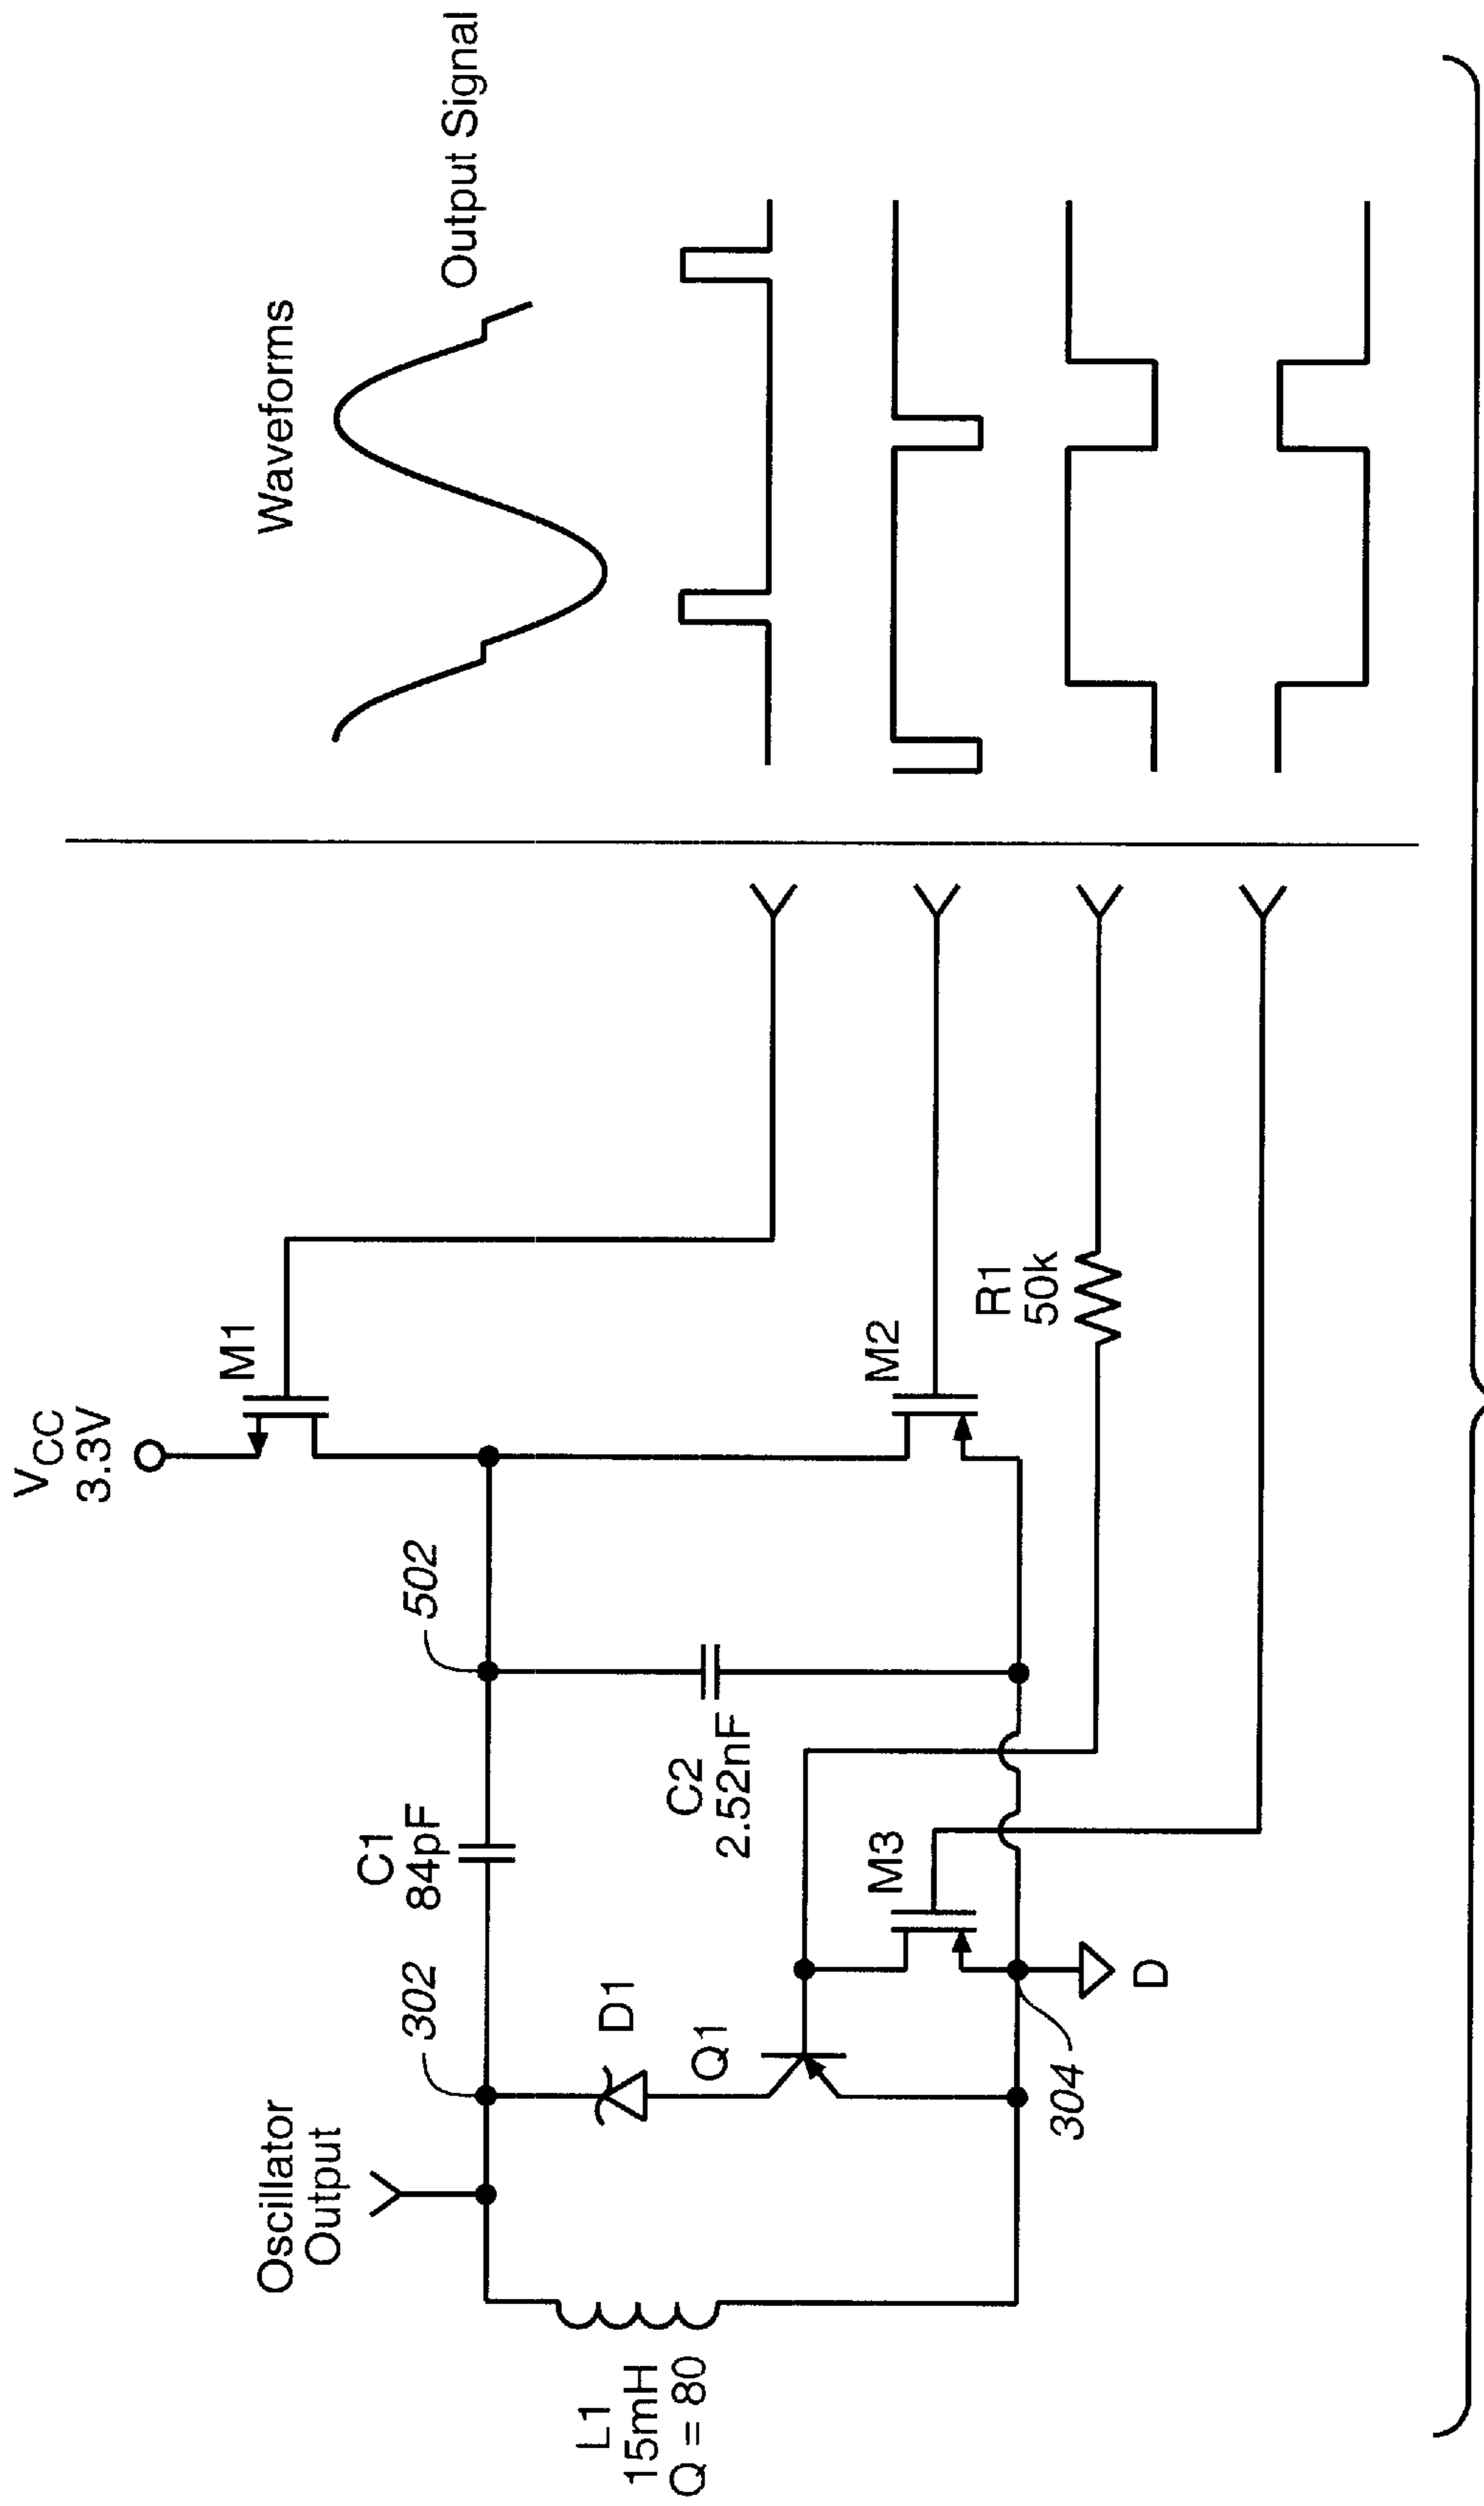 Oscillator
Output
302
C1
84pF
502
V_CC
3.3V
M1
Waveforms
Output Signal
L1
15mH
Q = 80
D1
Q1
C2
2.52nF
M3
M2
R1
50k
304
D